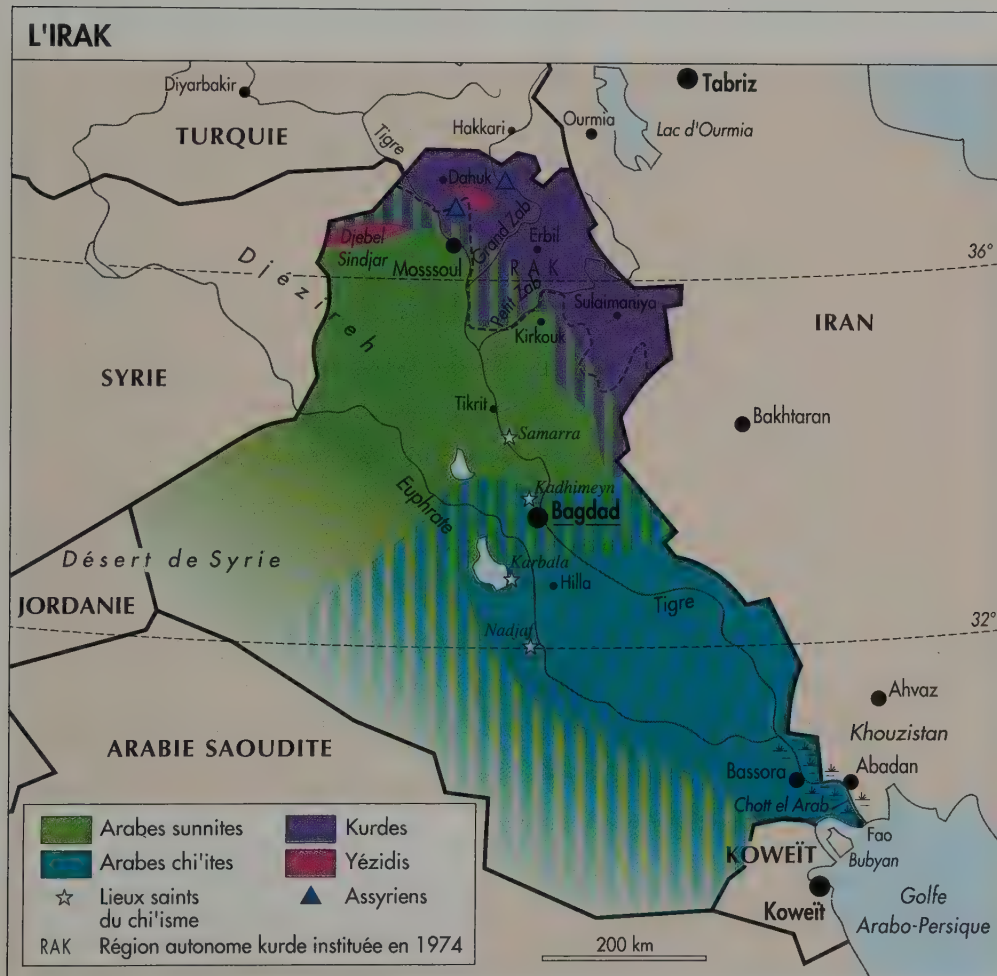 L'IRAK
Tabriz
Diyarbakir
Ourmia
Lac d'Ourmia
Hakkari
Tigre
TURQUIE
Dahuk
Grand Zab
Erbil
Djebel
Sindjar
Mosssoul
RAK
36°
Djézireh
Petit Zab
Sulaimaniya
Kirkouk
IRAN
SYRIE
Tikrit
Bakhtaran
Samarra
Kadhimeyn
Euphrate
Bagdad
Désert de Syrie
Karbala
Hilla
Tigre
JORDANIE
Nadjaf
32°
Ahvaz
Khouzistan
ARABIE SAOUDITE
Bassora
Abadan
Chott el Arab
Fao
KOWEÏT
Bubyan
Koweït
Golfe
Arabo-Persique
Arabes sunnites
Kurdes
Arabes chi'ites
Yézidis
Lieux saints
du chi'isme
Assyriens
RAK Région autonome kurde instituée en 1974
200 km